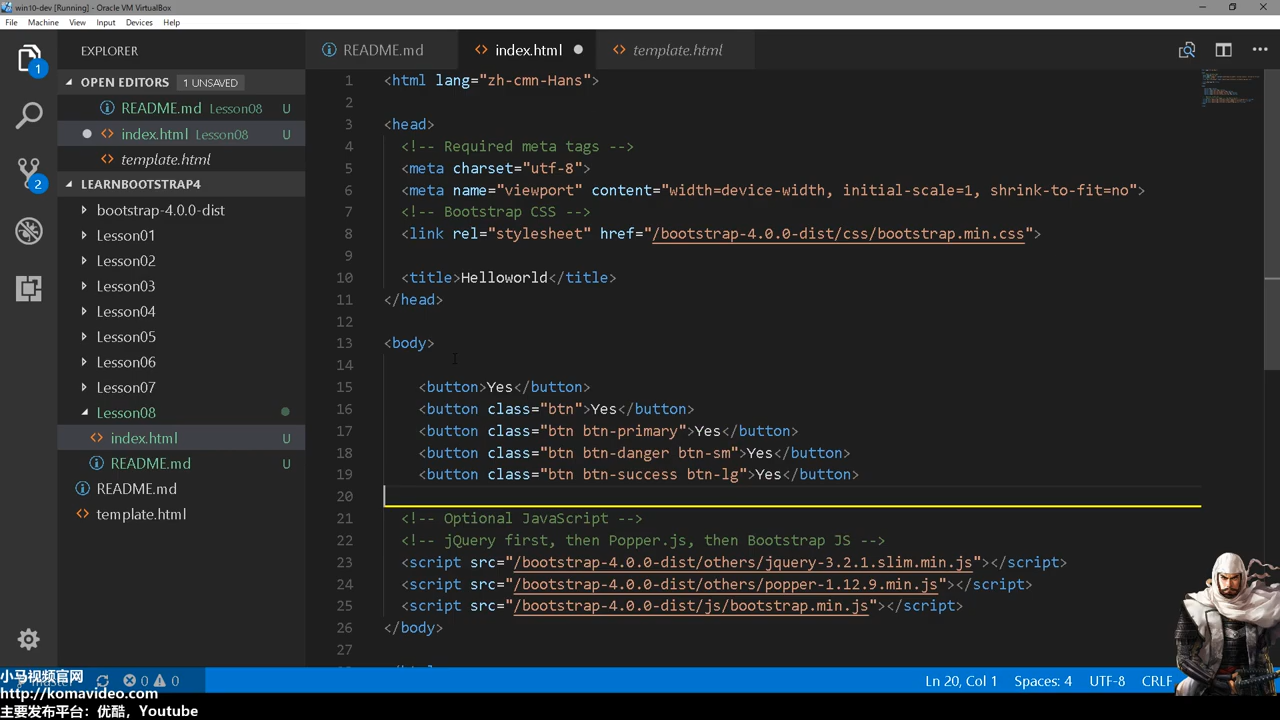 win10-dev [Running] - Oracle VM VirtualBox
File Machine View Input Devices Help
EXPLORER
OPEN EDITORS 1 UNSAVED
README.md Lesson08 U
index.html Lesson08 U
template.html
LEARNBOOTSTRAP4
bootstrap-4.0.0-dist
Lesson01
Lesson02
Lesson03
Lesson04
Lesson05
Lesson06
Lesson07
Lesson08
index.html U
README.md U
README.md
template.html
1
2
README.md index.html template.html
1 <html lang="zh-cmn-Hans">
2
3 <head>
4 <!-- Required meta tags -->
5 <meta charset="utf-8">
6 <meta name="viewport" content="width=device-width, initial-scale=1, shrink-to-fit=no">
7 <!-- Bootstrap CSS -->
8 <link rel="stylesheet" href="/bootstrap-4.0.0-dist/css/bootstrap.min.css">
9
10 <title>Helloworld</title>
11 </head>
12
13 <body>
14
15 <button>Yes</button>
16 <button class="btn">Yes</button>
17 <button class="btn btn-primary">Yes</button>
18 <button class="btn btn-danger btn-sm">Yes</button>
19 <button class="btn btn-success btn-lg">Yes</button>
20
21 <!-- Optional JavaScript -->
22 <!-- jQuery first, then Popper.js, then Bootstrap JS -->
23 <script src="/bootstrap-4.0.0-dist/others/jquery-3.2.1.slim.min.js"></script>
24 <script src="/bootstrap-4.0.0-dist/others/popper-1.12.9.min.js"></script>
25 <script src="/bootstrap-4.0.0-dist/js/bootstrap.min.js"></script>
26 </body>
27
0 0 Ln 20, Col 1 Spaces: 4 UTF-8 CRLF
小马视频官网
http://komavideo.com
主要发布平台：优酷，Youtube